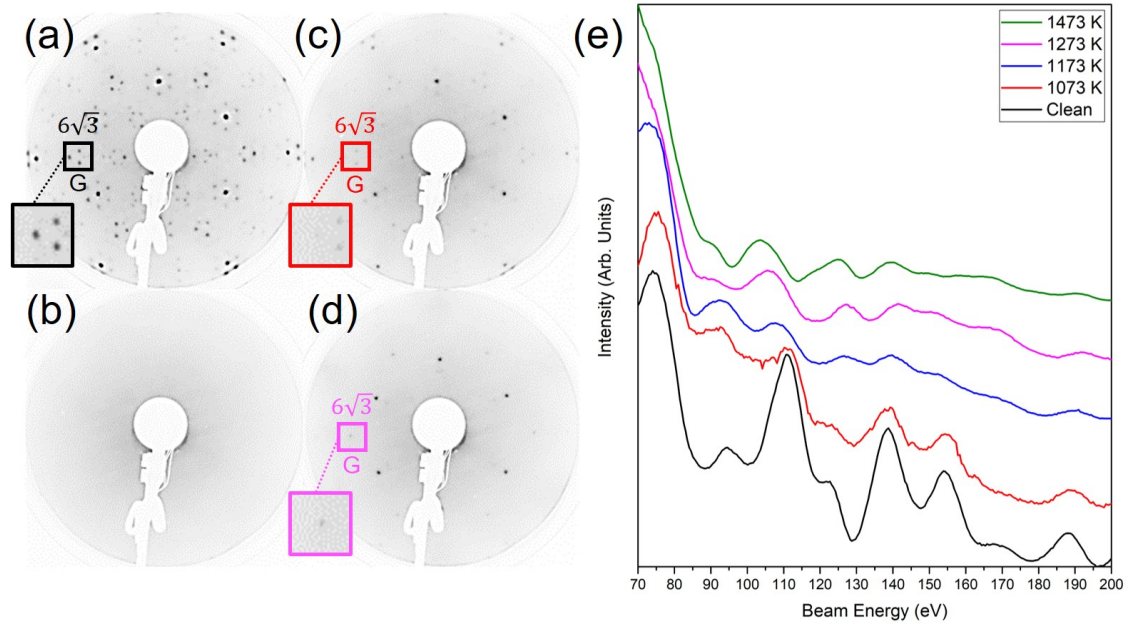 (a)
6√3
G
(c)
6√3
G
(b)
(d)
6√3
G
(e)
1473 K
1273 K
1173 K
1073 K
Clean
Intensity (Arb. Units)
70 80 90 100 110 120 130 140 150 160 170 180 190 200
Beam Energy (eV)